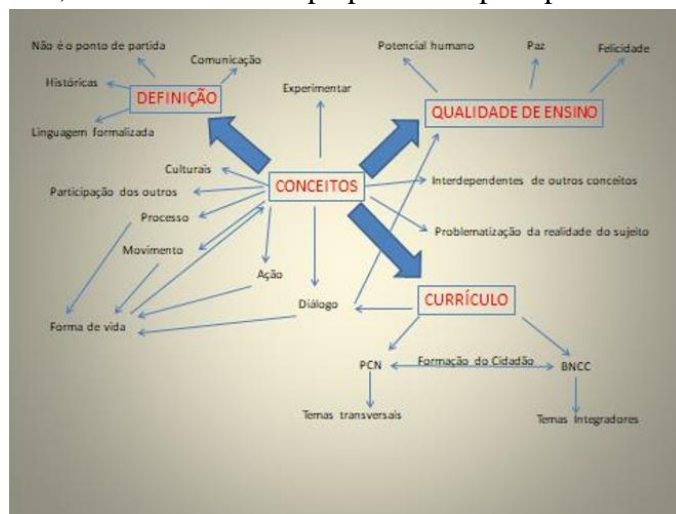 Não é o ponto de partida
Comunicação
Históricas
DEFINIÇÃO
Linguagem formalizada
Experimentar
Potencial humano
Paz
Felicidade
QUALIDADE DE ENSINO
Culturais
CONCEITOS
Interdependentes de outros conceitos
Participação dos outros
Processo
Problematização da realidade do sujeito
Movimento
Ação
Diálogo
CURRÍCULO
Forma de vida
PCN
Formação do Cidadão
BNCC
Temas transversais
Temas Integradores